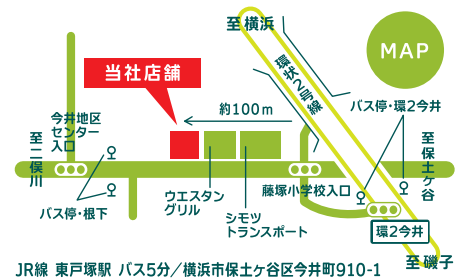 至横浜
MAP
当社店舗
環状2号線
約100m
バス停・環2今井
今井地区
センター
入口
至二俣川
至保土ヶ谷
バス停・根下
ウエスタン
グリル
シモツ
トランスポート
藤塚小学校入口
環2今井
至磯子
JR線 東戸塚駅 バス5分／横浜市保土ヶ谷区今井町910-1